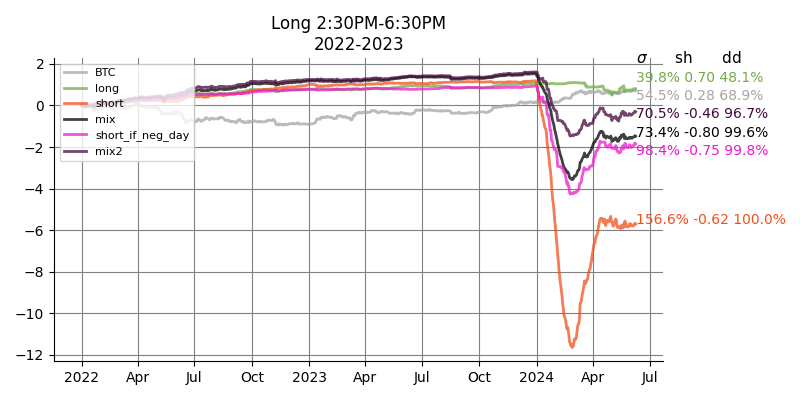 Long 2:30PM-6:30PM
2022-2023
σ sh dd
39.8% 0.70 48.1%
54.5% 0.28 68.9%
70.5% -0.46 96.7%
73.4% -0.80 99.6%
98.4% -0.75 99.8%
156.6% -0.62 100.0%
BTC
long
short
mix
short_if_neg_day
mix2
2
0
−2
−4
−6
−8
−10
−12
2022 Apr Jul Oct 2023 Apr Jul Oct 2024 Apr Jul